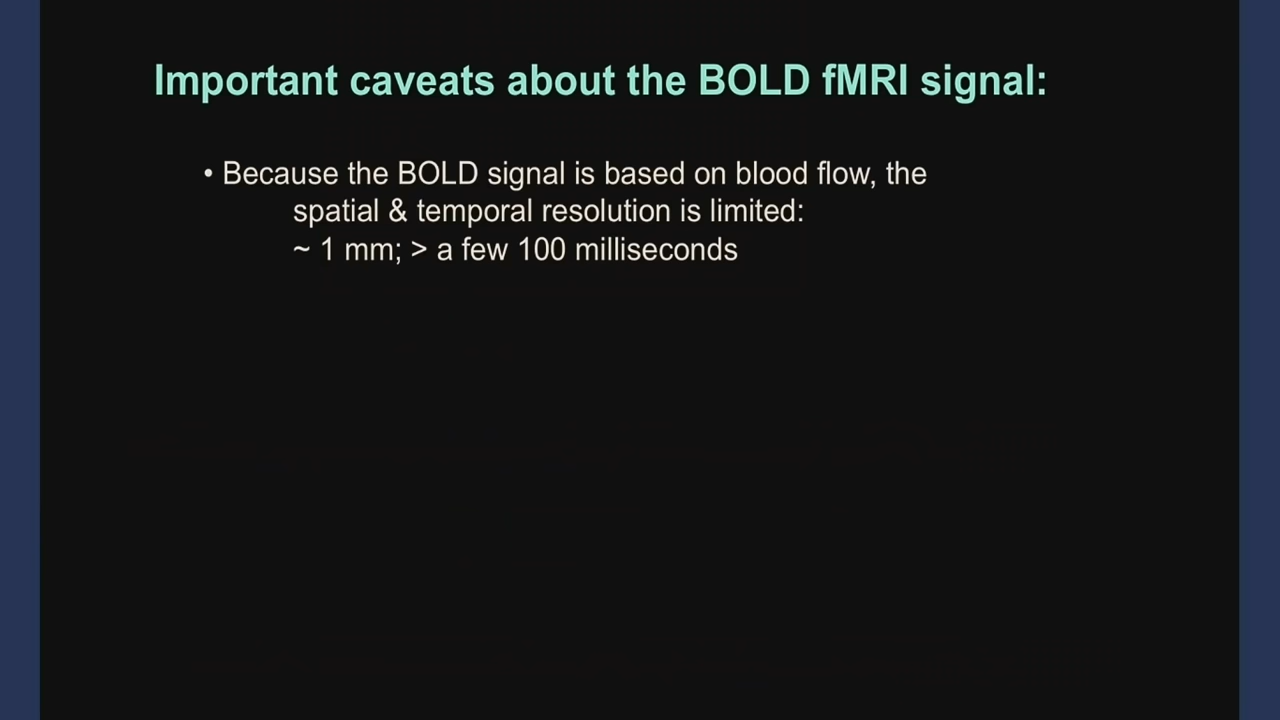 Important caveats about the BOLD fMRI signal:
• Because the BOLD signal is based on blood flow, the
spatial & temporal resolution is limited:
~ 1 mm; > a few 100 milliseconds